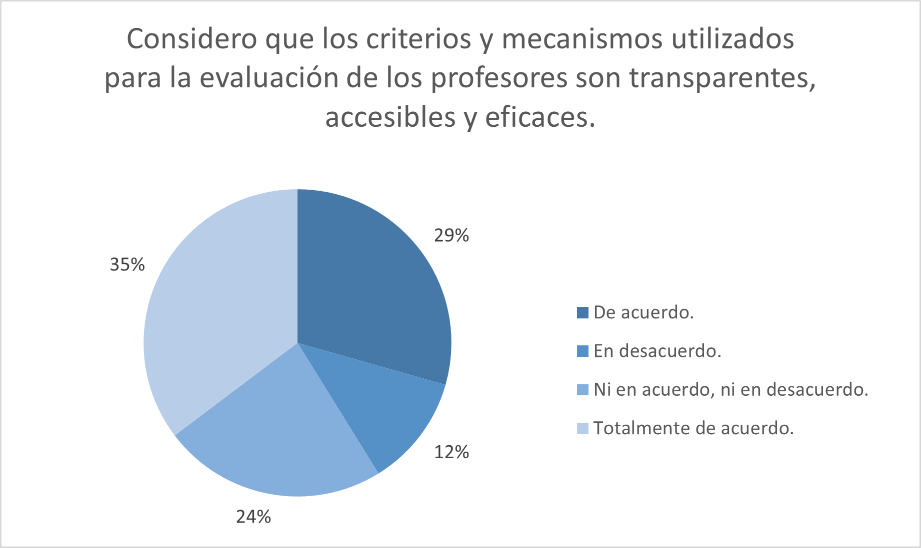 Considero que los criterios y mecanismos utilizados
para la evaluación de los profesores son transparentes,
accesibles y eficaces.
29%
35%
De acuerdo.
En desacuerdo.
Ni en acuerdo, ni en desacuerdo.
Totalmente de acuerdo.
12%
24%